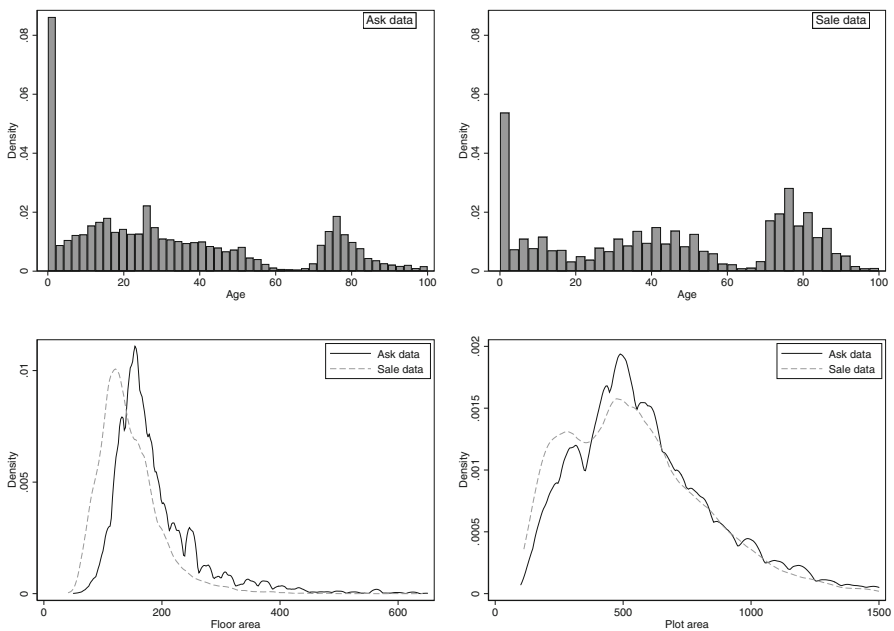 Ask data
Density
0
.02
.04
.06
.08
0
20
40
60
80
100
Age
Sale data
Density
0
.02
.04
.06
.08
0
20
40
60
80
100
Age
Ask data
Sale data
Density
0
.005
.01
0
200
400
600
Floor area
Ask data
Sale data
Density
0
.0005
.001
.0015
.002
0
500
1000
1500
Plot area